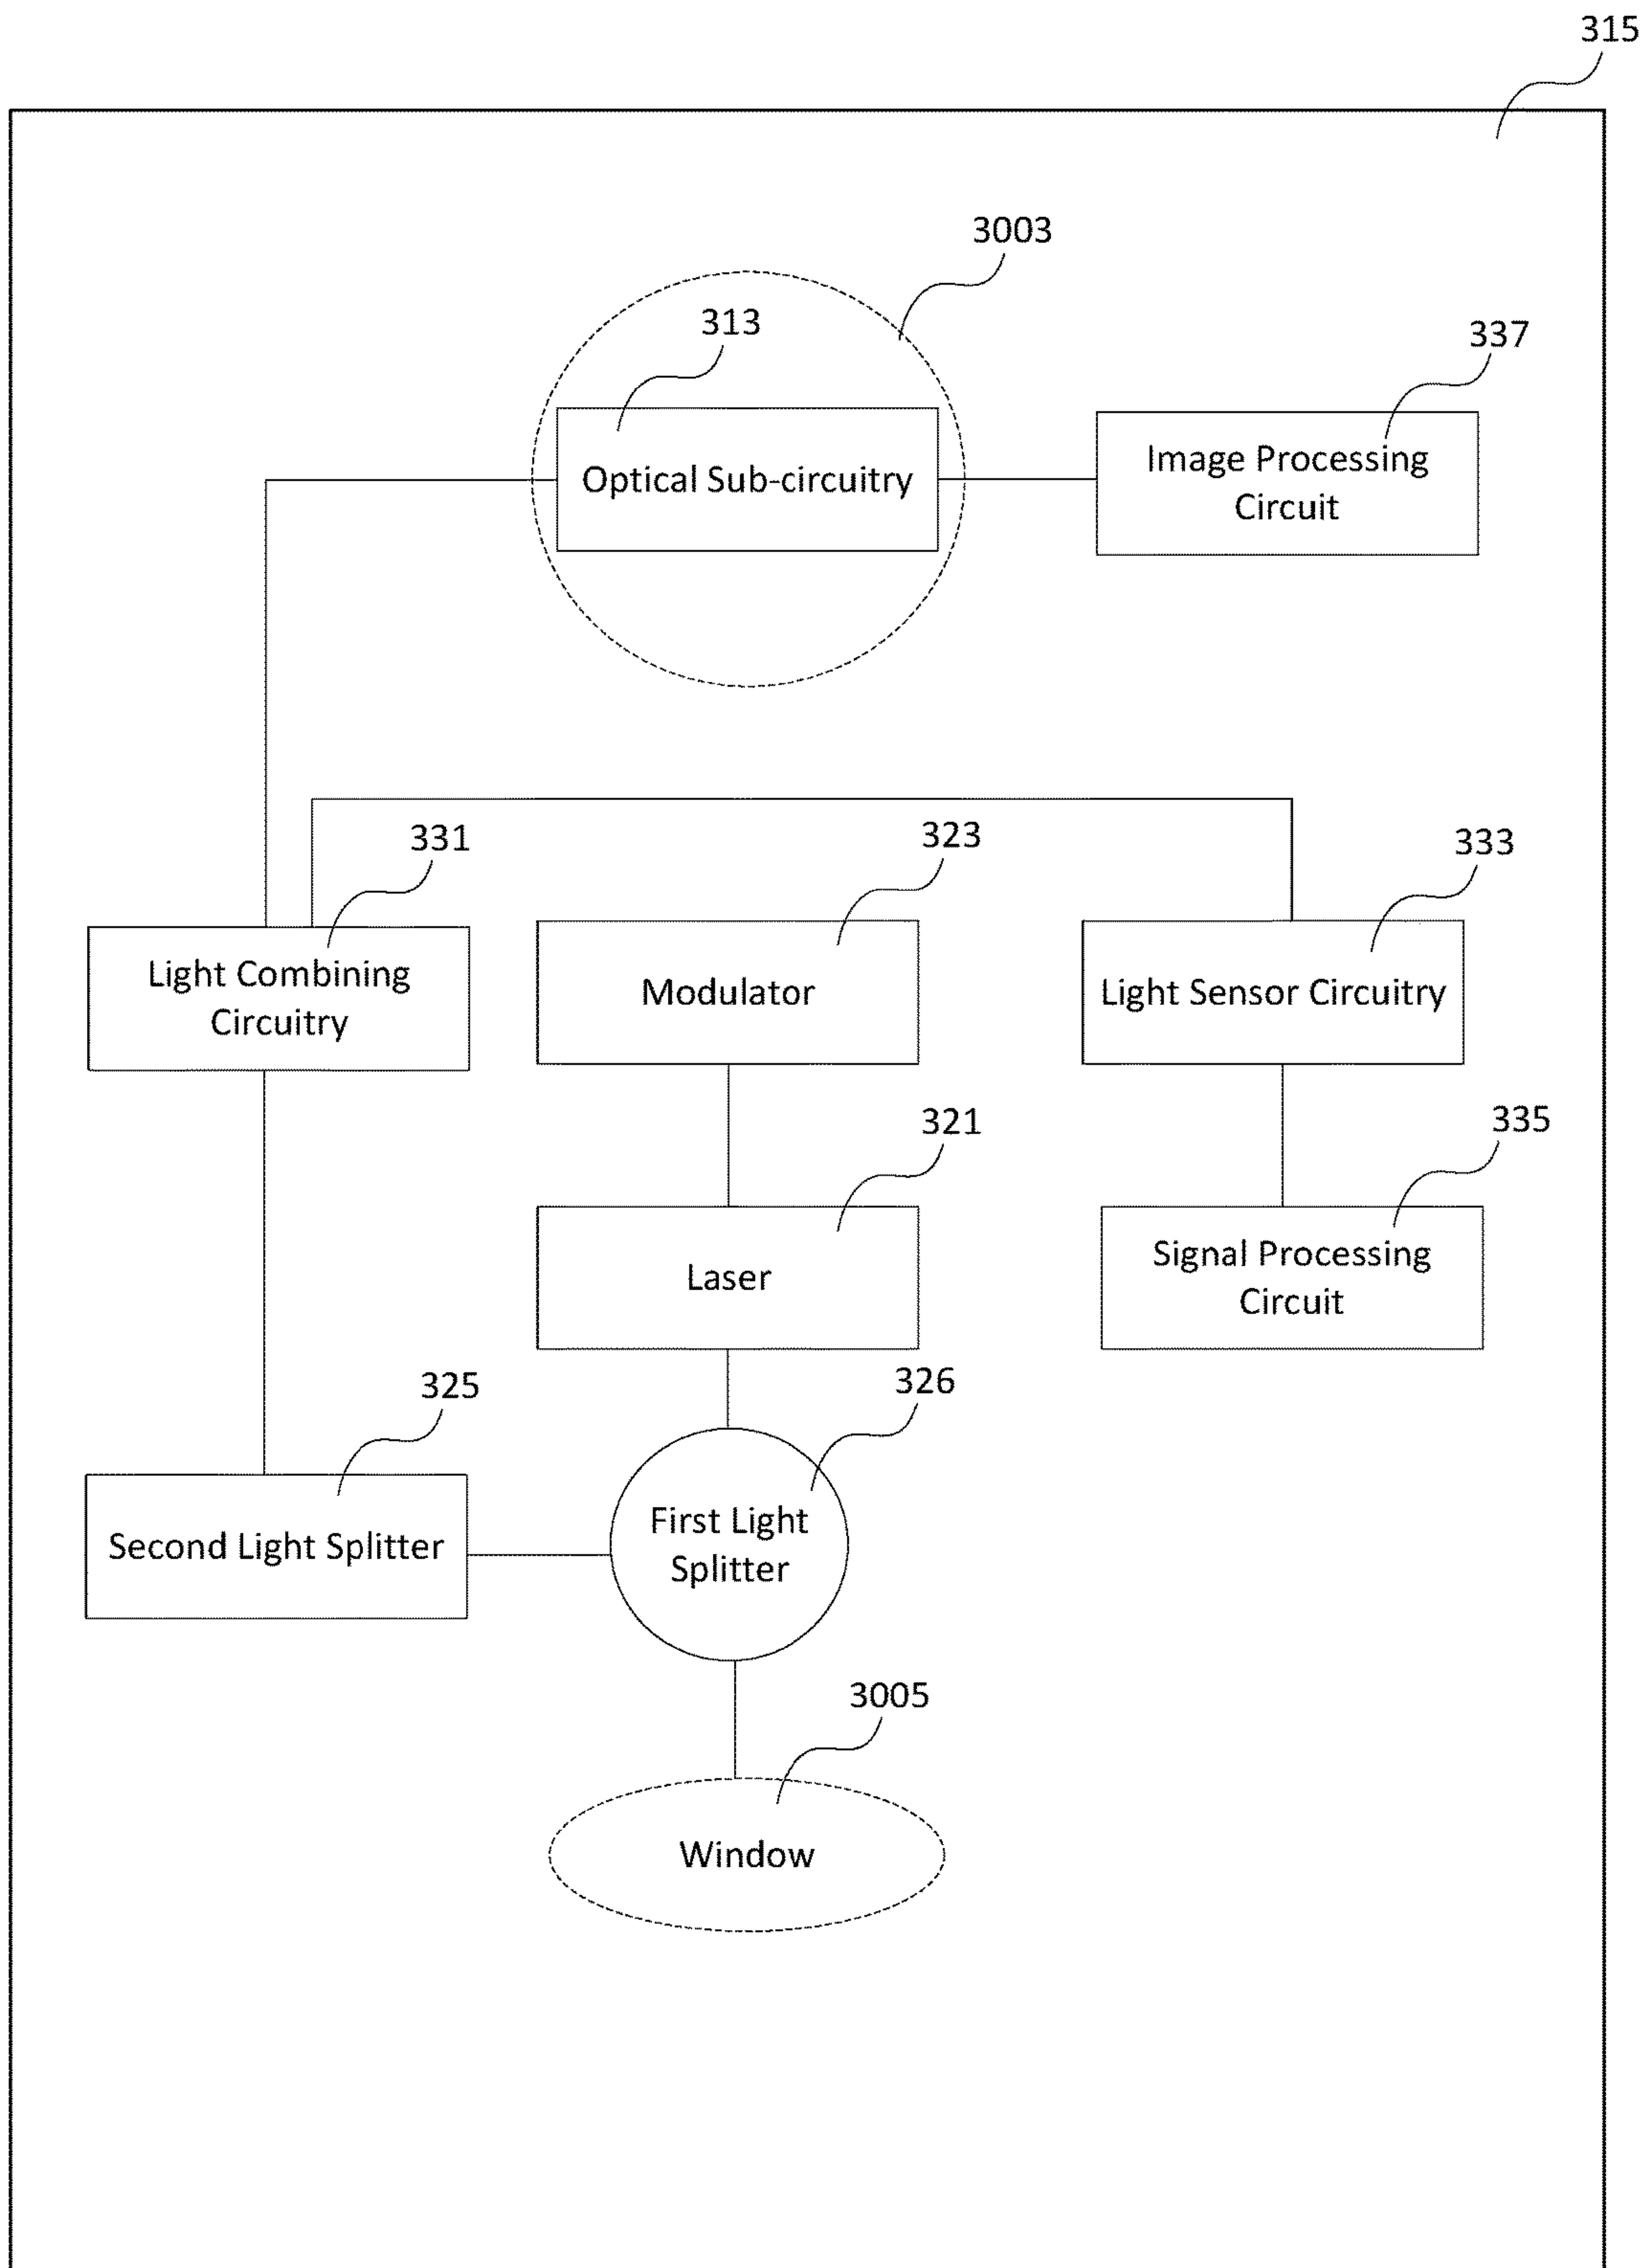 315
3003
313
337
Optical Sub-circuitry
Image Processing
Circuit
331
323
333
Light Combining
Circuitry
Modulator
Light Sensor Circuitry
321
335
Laser
Signal Processing
Circuit
325
326
Second Light Splitter
First Light
Splitter
3005
Window